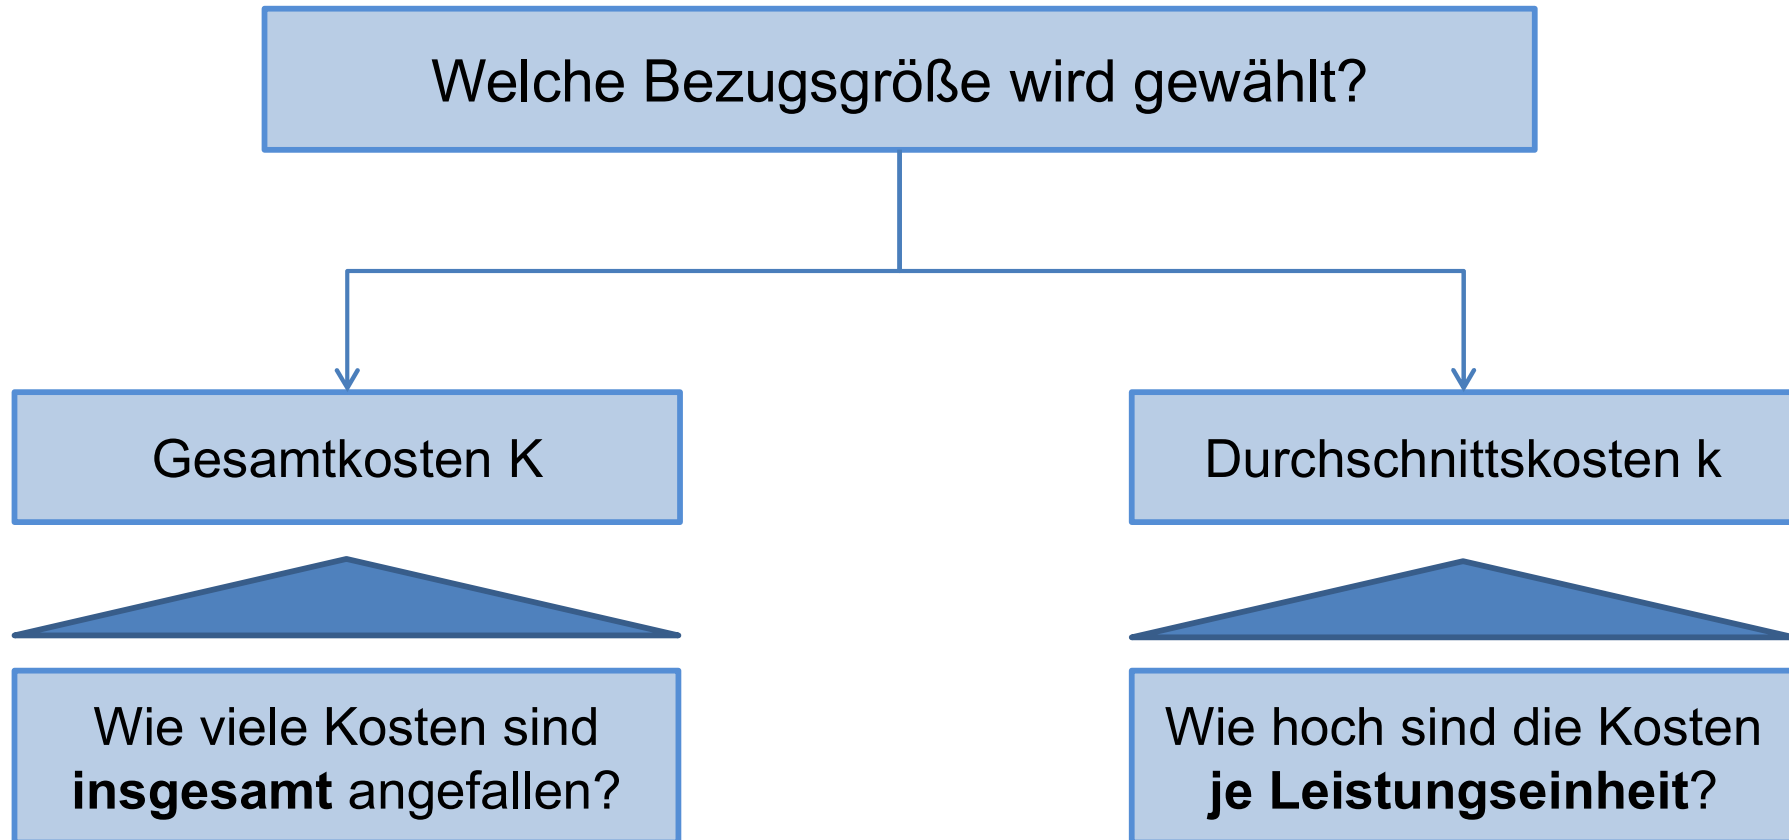 Welche Bezugsgröße wird gewählt?
Gesamtkosten K
Durchschnittskosten k
Wie viele Kosten sind
insgesamt angefallen?
Wie hoch sind die Kosten
je Leistungseinheit?